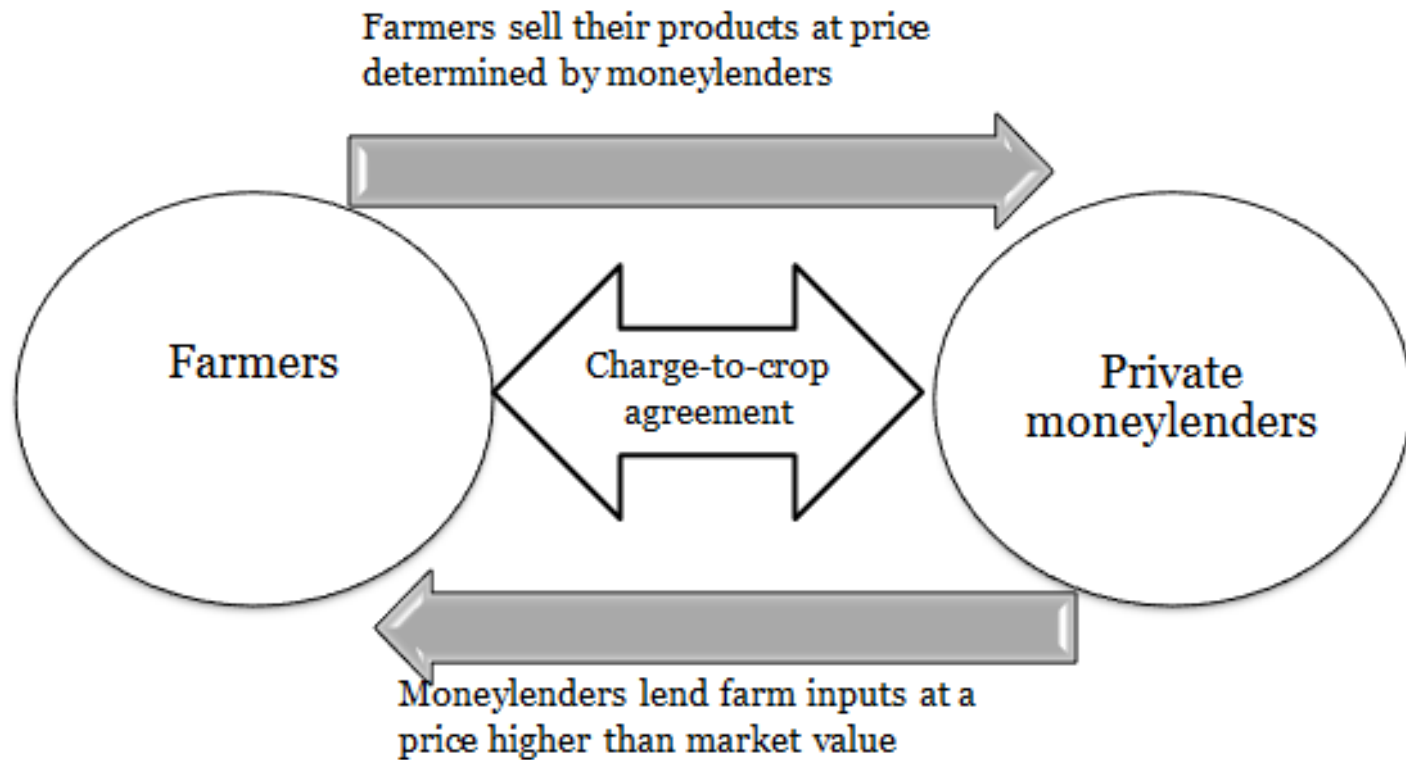 Farmers sell their products at price
determined by moneylenders
Farmers
Charge-to-crop
agreement
Private
moneylenders
Moneylenders lend farm inputs at a
price higher than market value